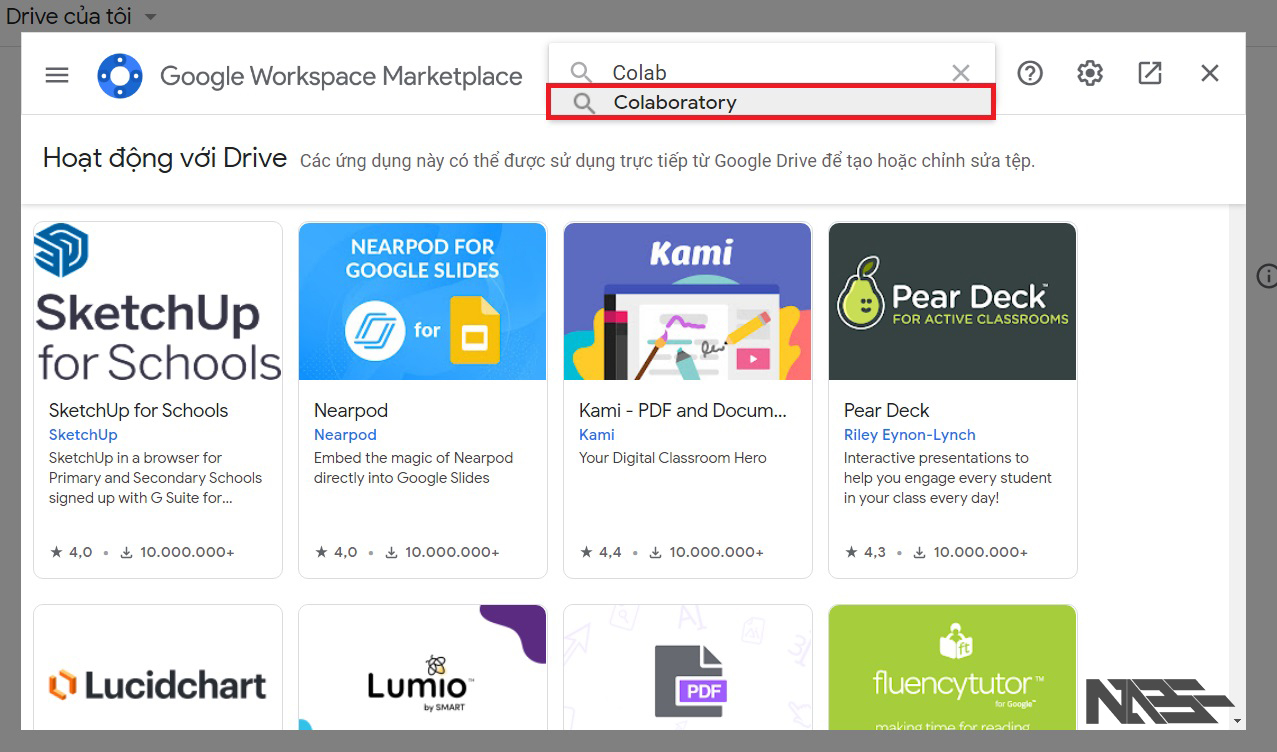 Drive của tôi
Google Workspace Marketplace
Colab
Colaboratory
Hoạt động với Drive Các ứng dụng này có thể được sử dụng trực tiếp từ Google Drive để tạo hoặc chỉnh sửa tệp.
SketchUp
for Schools
SketchUp for Schools
SketchUp
SketchUp in a browser for
Primary and Secondary Schools
signed up with G Suite for...
4,0 • 10.000.000+
NEARPOD FOR
GOOGLE SLIDES
for
Nearpod
Nearpod
Embed the magic of Nearpod
directly into Google Slides
4,0 • 10.000.000+
Kami
Kami - PDF and Docum...
Kami
Your Digital Classroom Hero
4,4 • 10.000.000+
Pear Deck™
FOR ACTIVE CLASSROOMS
Pear Deck
Riley Eynon-Lynch
Interactive presentations to
help you engage every student
in your class every day!
4,3 • 10.000.000+
Lucidchart
Lumio™
by SMART
PDF
ft
fluencytutor™
for Google™
making time for reading